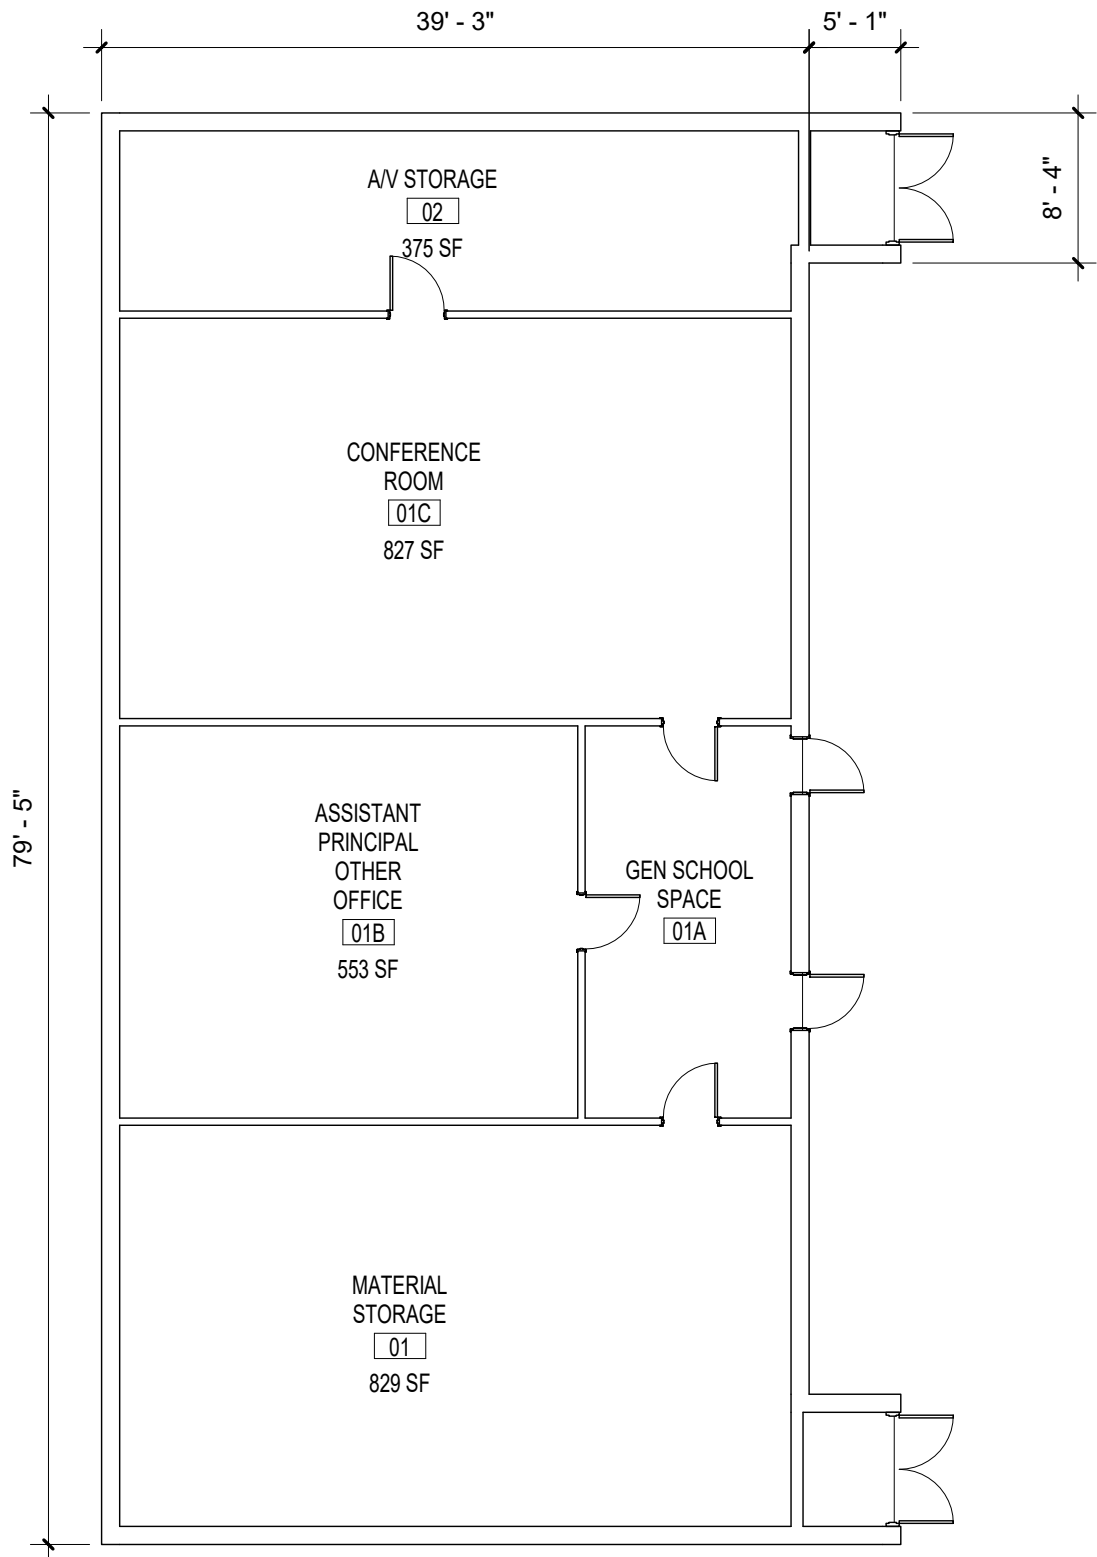 39' - 3"
5' - 1"
8' - 4"
A/V STORAGE
02
375 SF
CONFERENCE
ROOM
01C
827 SF
79' - 5"
ASSISTANT
PRINCIPAL
OTHER
OFFICE
01B
553 SF
GEN SCHOOL
SPACE
01A
MATERIAL
STORAGE
01
829 SF